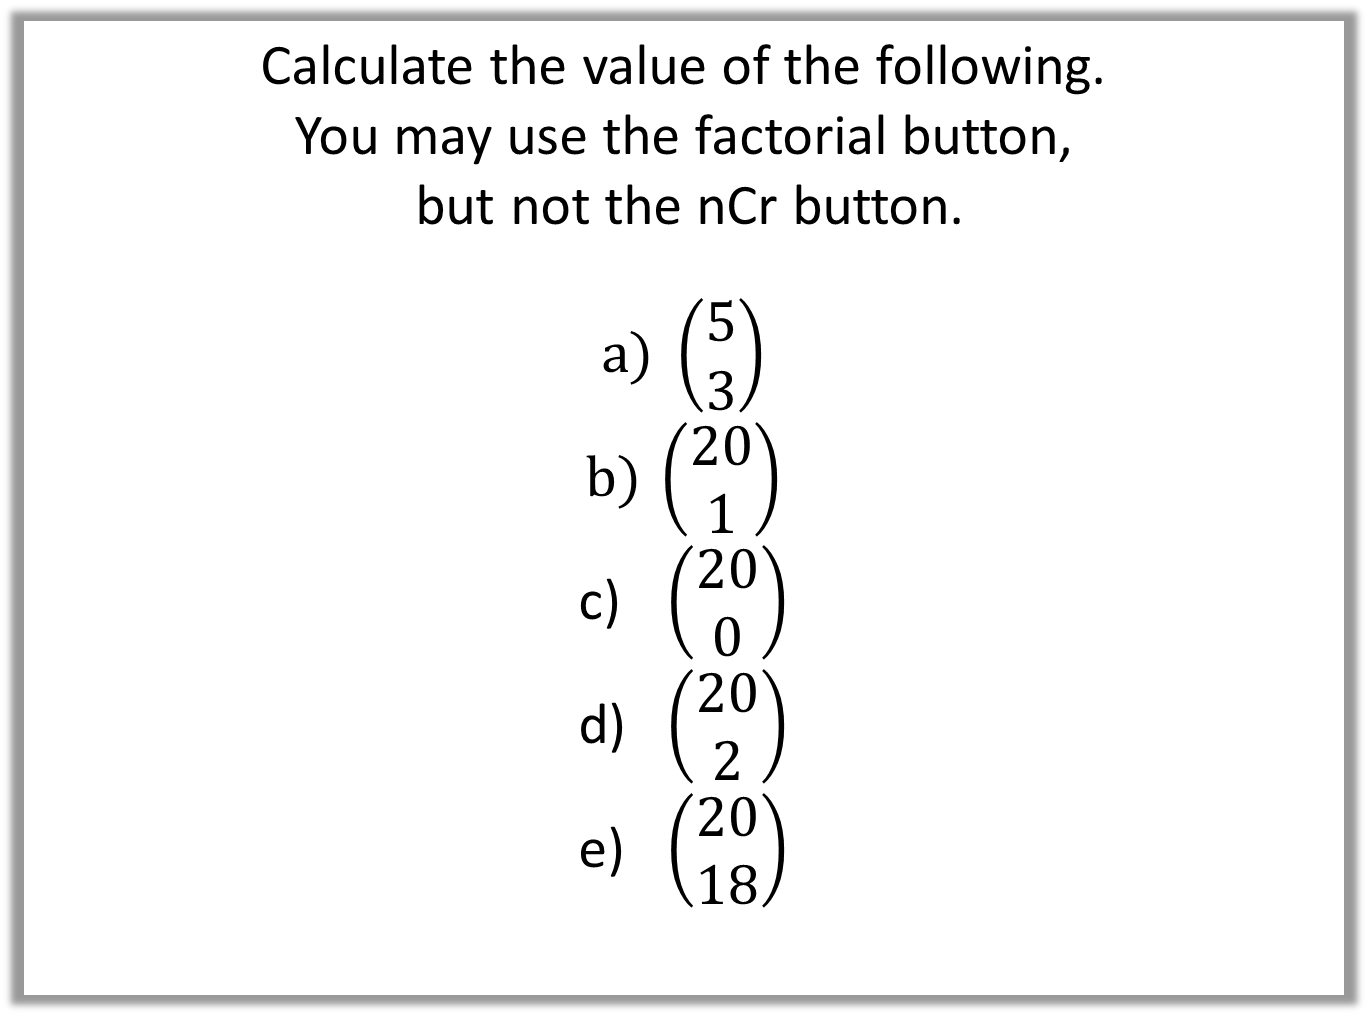 Calculate the value of the following.
You may use the factorial button,
but not the nCr button.
a) (5
3)
b) (20
1)
c) (20
0)
d) (20
2)
e) (20
18)